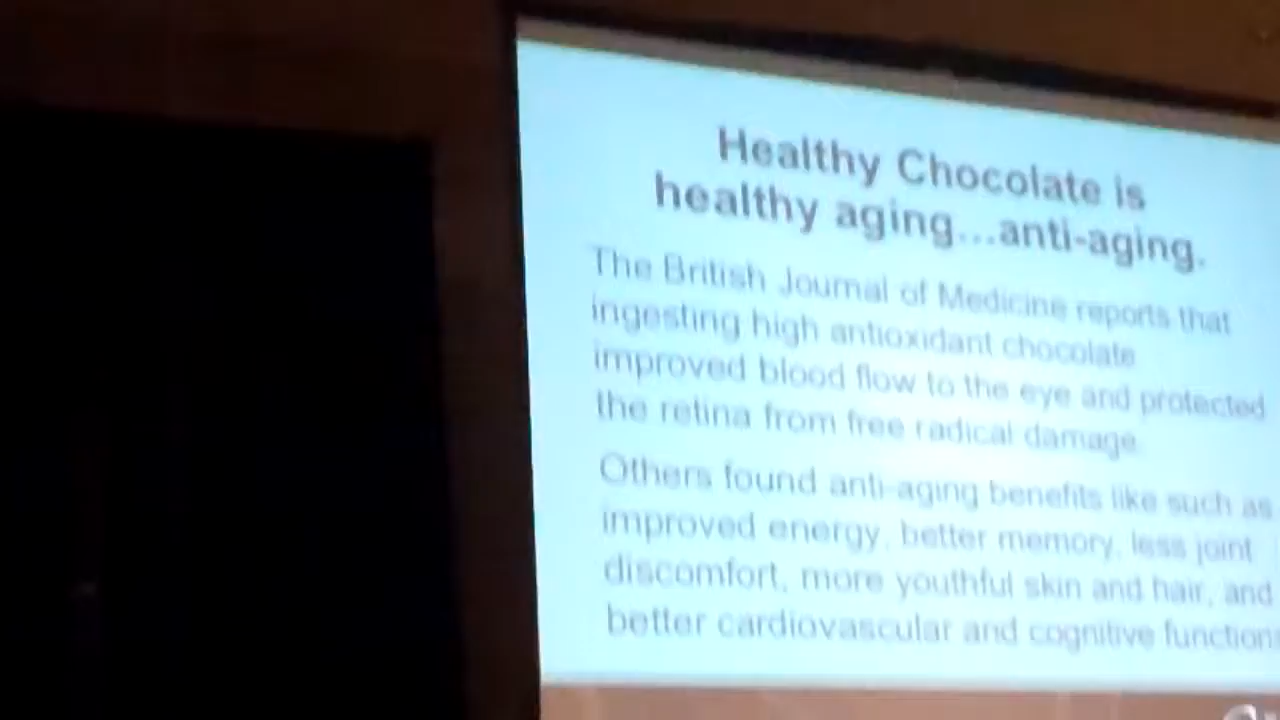 Healthy Chocolate is
healthy aging...anti-aging.
The British Journal of Medicine reports that
ingesting high antioxidant chocolate
improved blood flow to the eye and protected
the retina from free radical damage.
Others found anti-aging benefits like such as
improved energy, better memory, less joint
discomfort, more youthful skin and hair, and
better cardiovascular and cognitive function